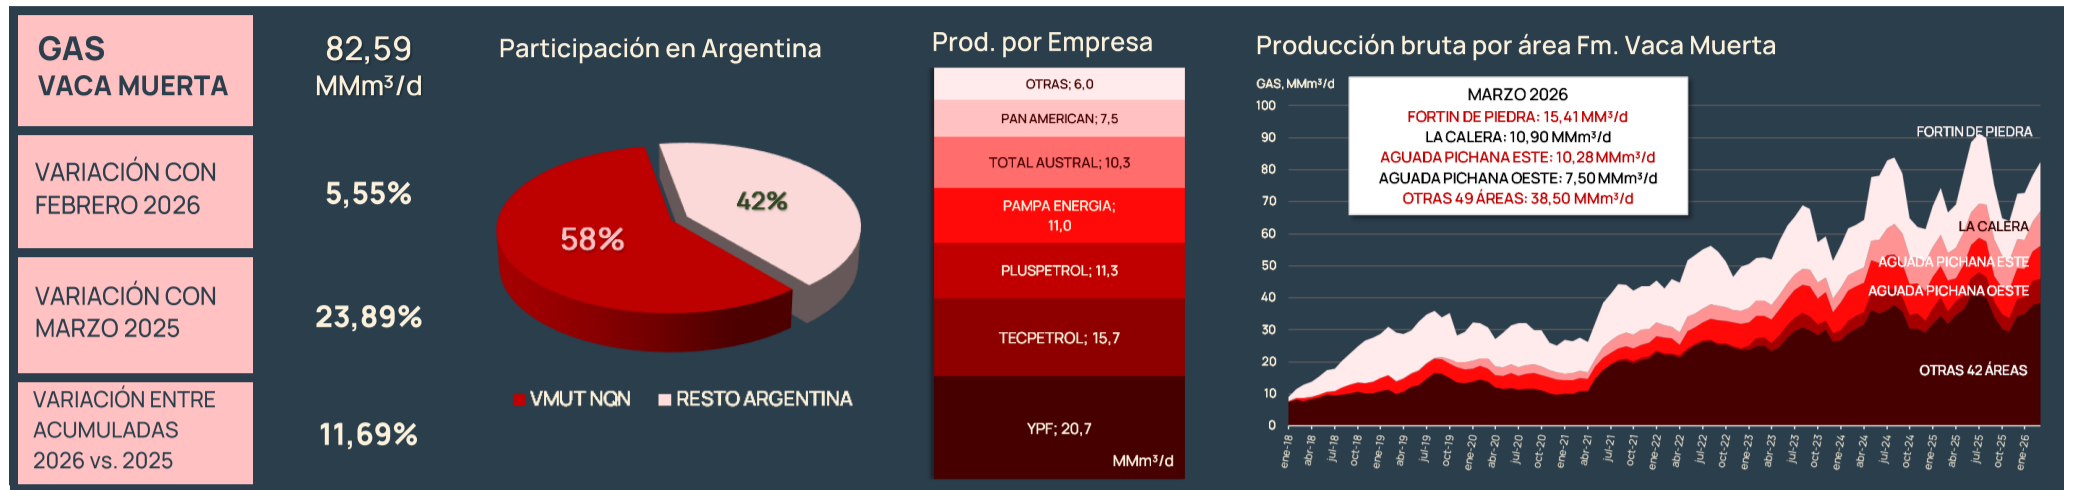 GAS
VACA MUERTA
82,59
MMm³/d
VARIACIÓN CON
FEBRERO 2026
5,55%
VARIACIÓN CON
MARZO 2025
23,89%
VARIACIÓN ENTRE
ACUMULADAS
2026 vs. 2025
11,69%
Participación en Argentina
58%
42%
VMUT NQN
RESTO ARGENTINA
Prod. por Empresa
OTRAS; 6,0
PAN AMERICAN; 7,5
TOTAL AUSTRAL; 10,3
PAMPA ENERGIA;
11,0
PLUSPETROL; 11,3
TECPETROL; 15,7
YPF; 20,7
MMm³/d
Producción bruta por área Fm. Vaca Muerta
GAS, MMm³/d
MARZO 2026
FORTIN DE PIEDRA: 15,41 MM³/d
LA CALERA: 10,90 MMm³/d
AGUADA PICHANA ESTE: 10,28 MMm³/d
AGUADA PICHANA OESTE: 7,50 MMm³/d
OTRAS 49 ÁREAS: 38,50 MMm³/d
100
90
80
70
60
50
40
30
20
10
0
FORTIN DE PIEDRA
LA CALERA
AGUADA PICHANA ESTE
AGUADA PICHANA OESTE
OTRAS 42 ÁREAS
ene-18
abr-18
jul-18
oct-18
ene-19
abr-19
jul-19
oct-19
ene-20
abr-20
jul-20
oct-20
ene-21
abr-21
jul-21
oct-21
ene-22
abr-22
jul-22
oct-22
ene-23
abr-23
jul-23
oct-23
ene-24
abr-24
jul-24
oct-24
ene-25
abr-25
jul-25
oct-25
ene-26